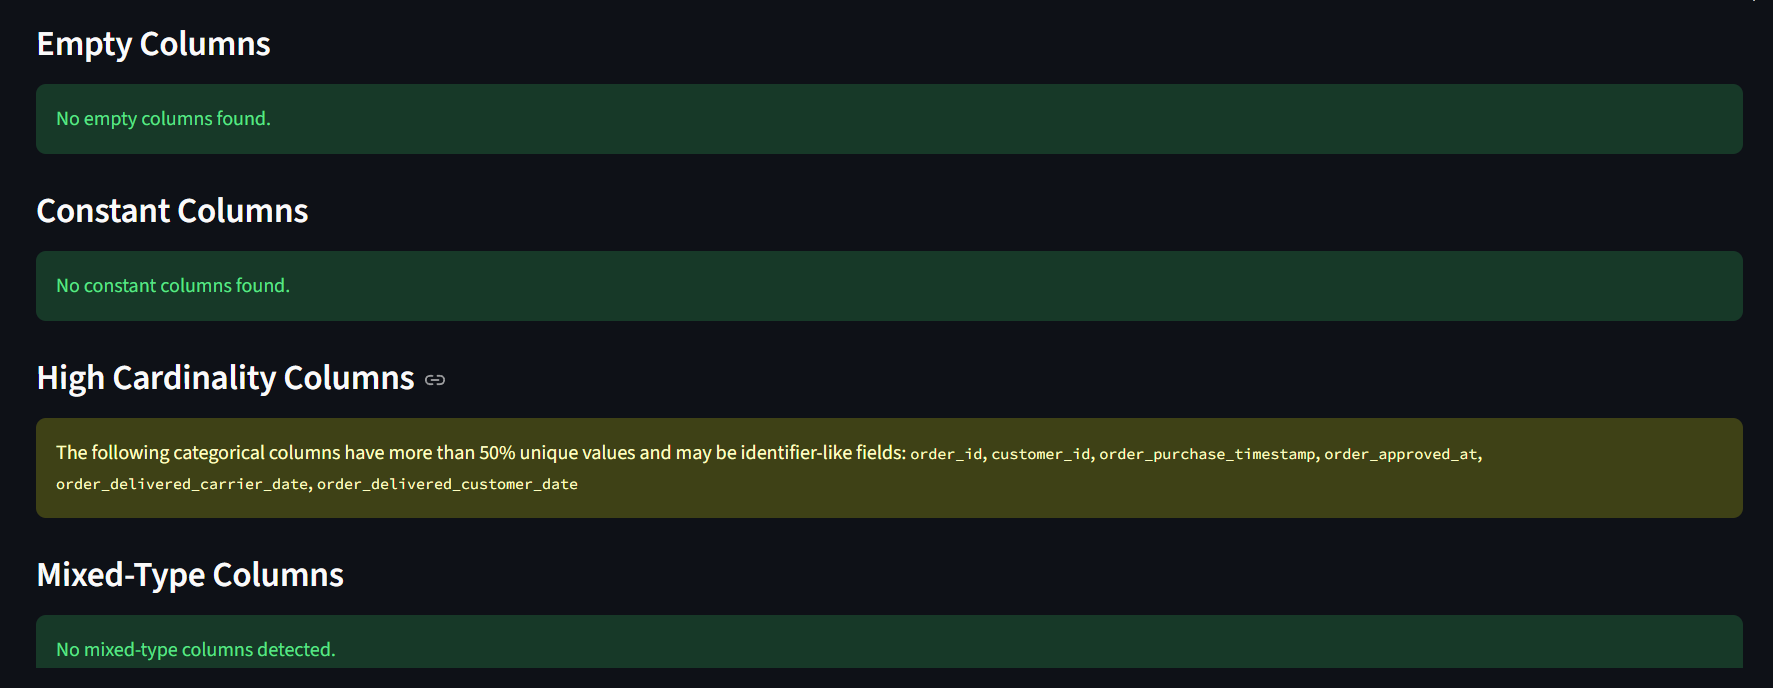 Empty Columns
No empty columns found.
Constant Columns
No constant columns found.
High Cardinality Columns
The following categorical columns have more than 50% unique values and may be identifier-like fields: order_id, customer_id, order_purchase_timestamp, order_approved_at,
order_delivered_carrier_date, order_delivered_customer_date
Mixed-Type Columns
No mixed-type columns detected.